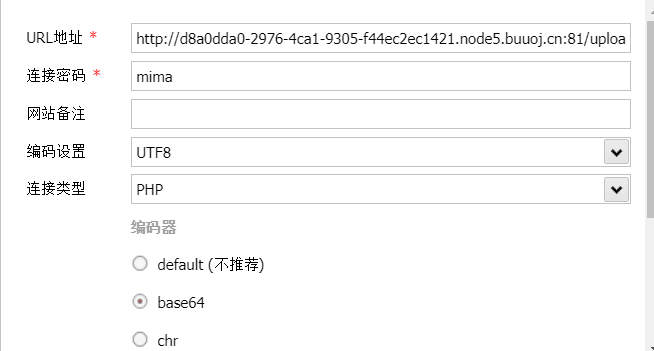 URL地址 * http://d8a0dda0-2976-4ca1-9305-f44ec2ec1421.node5.buuoj.cn:81/uploa
连接密码 * mima
网站备注
编码设置 UTF8
连接类型 PHP
编码器
default (不推荐)
base64
chr